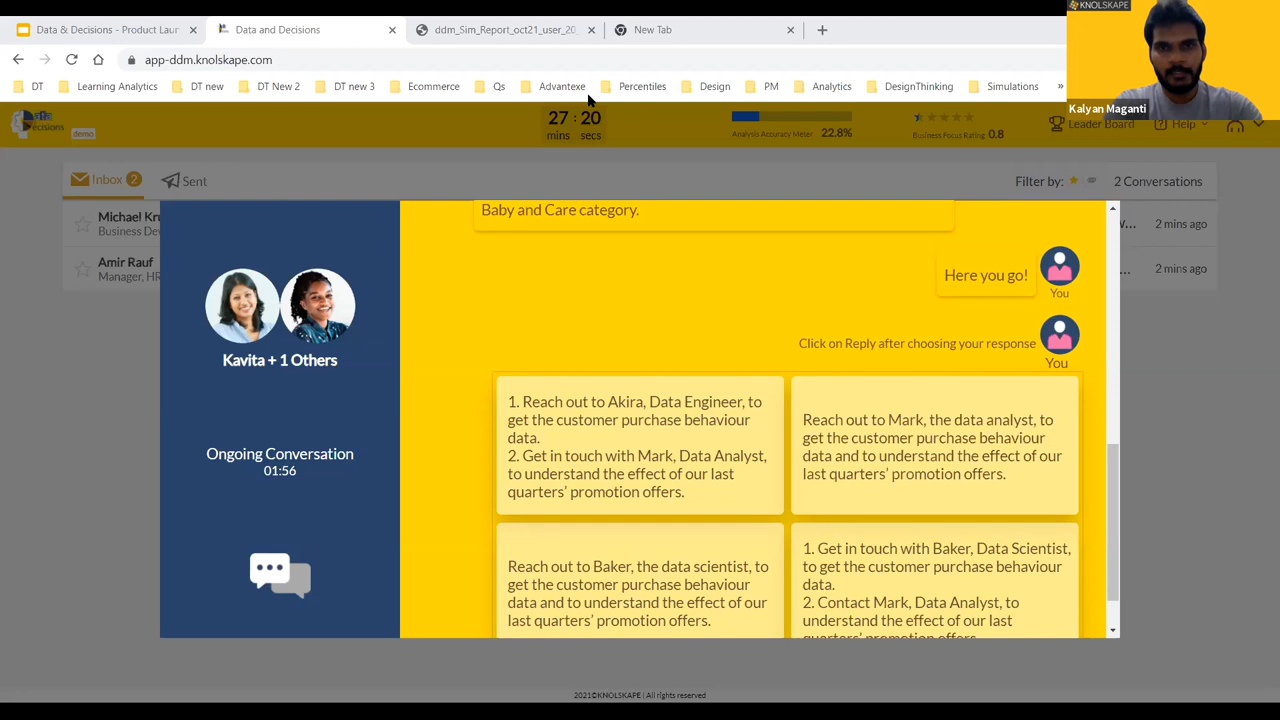 KNOLSKAPE
Data & Decisions - Product Laun
Data and Decisions
ddm_Sim_Report_oct21_user_20_
New Tab
app-ddm.knolskape.com
DT
Learning Analytics
DT new
DT New 2
DT new 3
Ecommerce
Qs
Advantexe
Percentiles
Design
PM
Analytics
DesignThinking
Simulations
»
Kalyan Maganti
Decisions
demo
27 : 20
mins secs
Analysis Accuracy Meter 22.8%
Business Focus Rating 0.8
Leader Board
Help
Inbox 2
Sent
Filter by:
2 Conversations
Michael Kru
Business Dev
W...
2 mins ago
Amir Rauf
Manager, HR
...
2 mins ago
Baby and Care category.
Here you go!
You
Kavita + 1 Others
Click on Reply after choosing your response
You
Ongoing Conversation
01:56
1. Reach out to Akira, Data Engineer, to
get the customer purchase behaviour
data.
2. Get in touch with Mark, Data Analyst,
to understand the effect of our last
quarters' promotion offers.
Reach out to Mark, the data analyst, to
get the customer purchase behaviour
data and to understand the effect of our
last quarters' promotion offers.
Reach out to Baker, the data scientist, to
get the customer purchase behaviour
data and to understand the effect of our
last quarters' promotion offers.
1. Get in touch with Baker, Data Scientist,
to get the customer purchase behaviour
data.
2. Contact Mark, Data Analyst, to
understand the effect of our last
quarters' promotion offers.
2021©KNOLSKAPE | All rights reserved